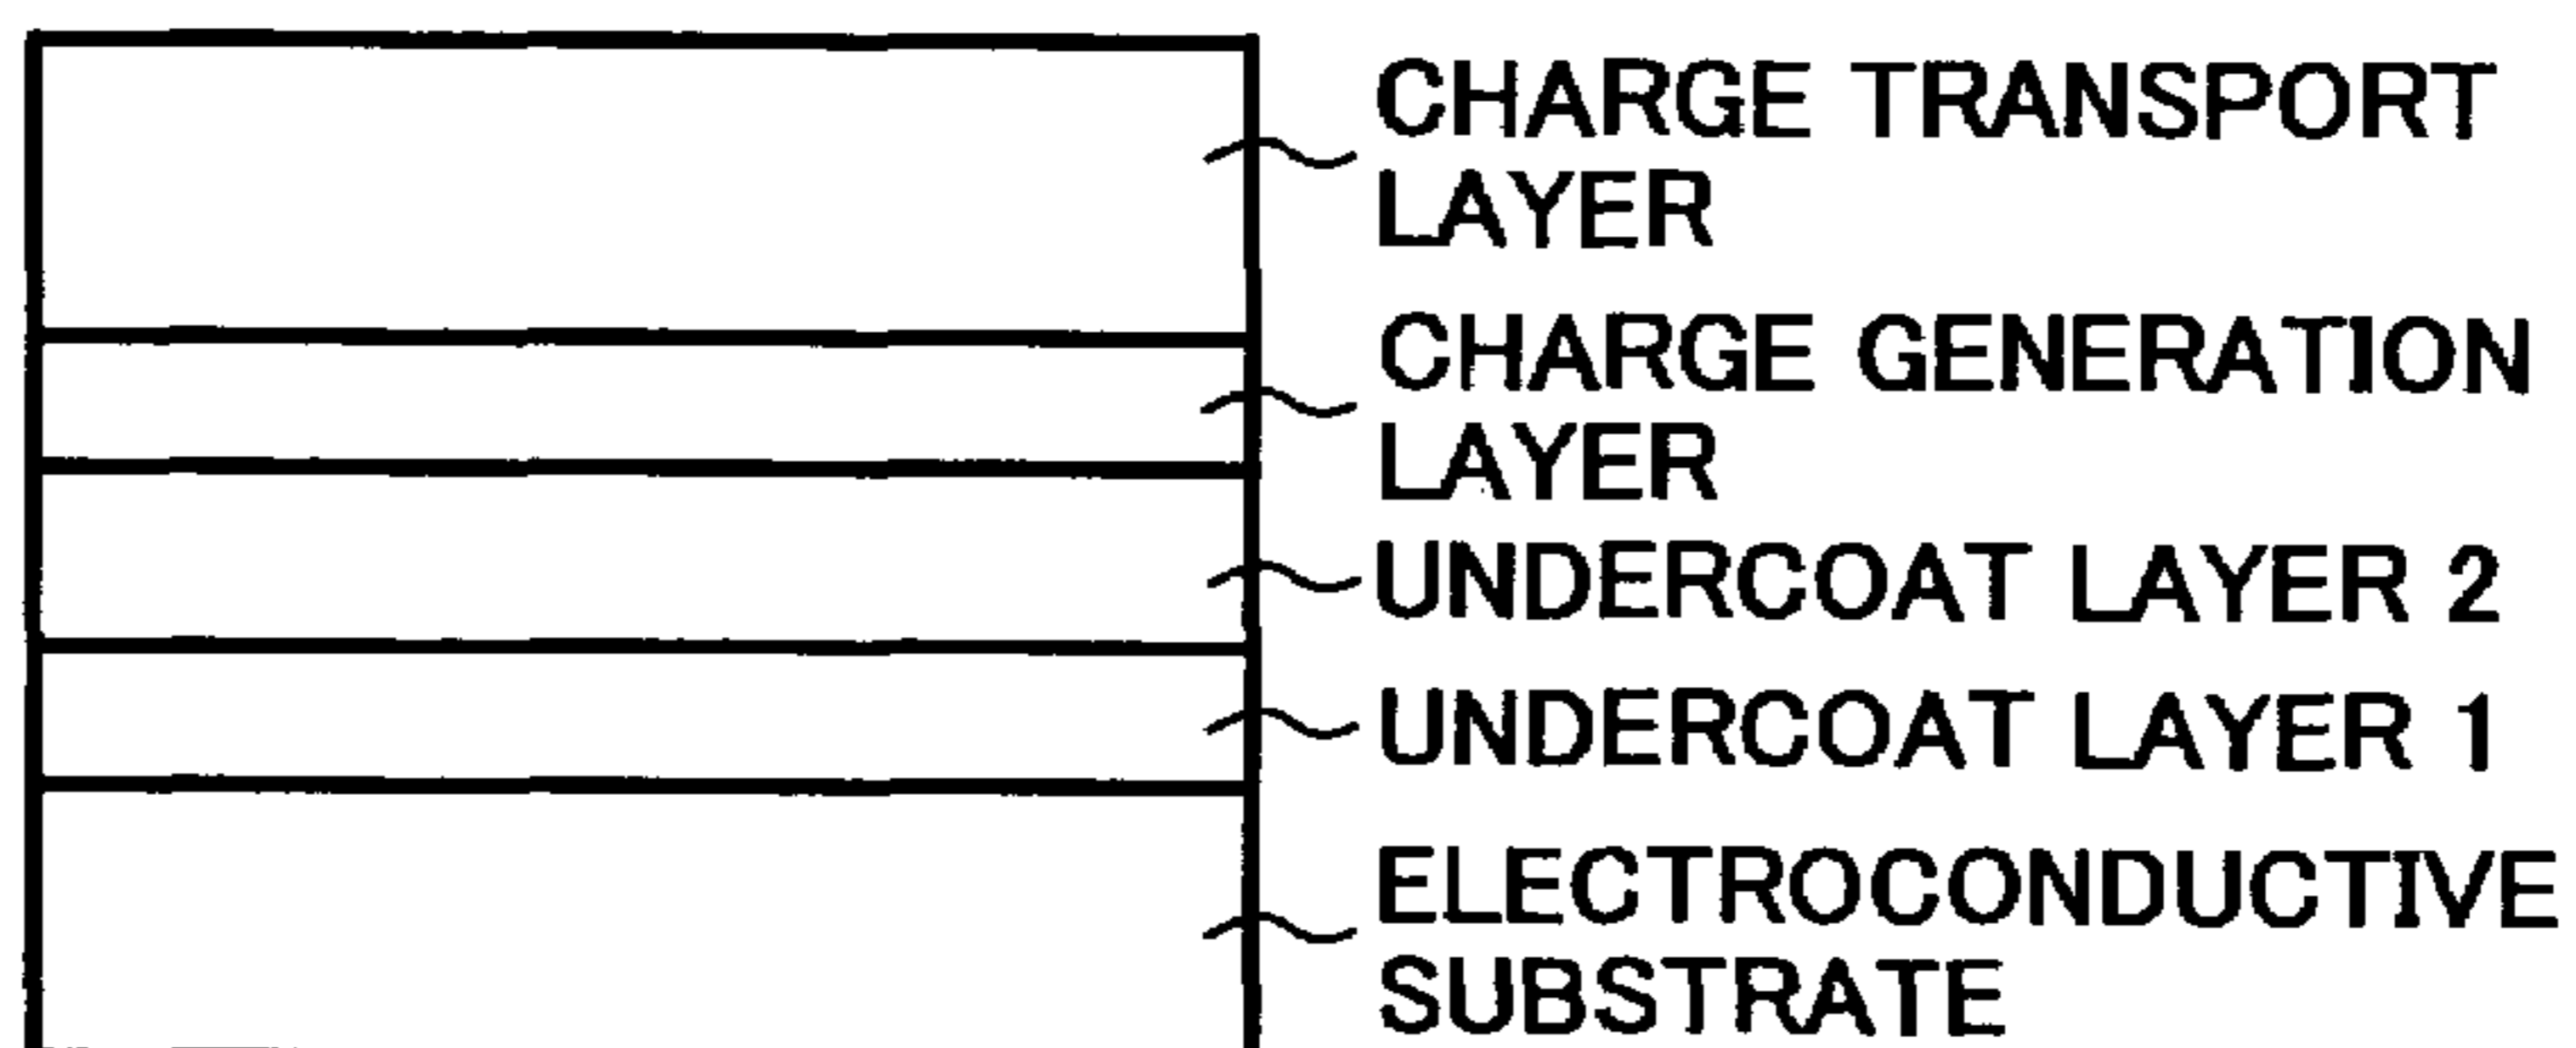 CHARGE TRANSPORT
LAYER
CHARGE GENERATION
LAYER
UNDERCOAT LAYER 2
UNDERCOAT LAYER 1
ELECTROCONDUCTIVE
SUBSTRATE